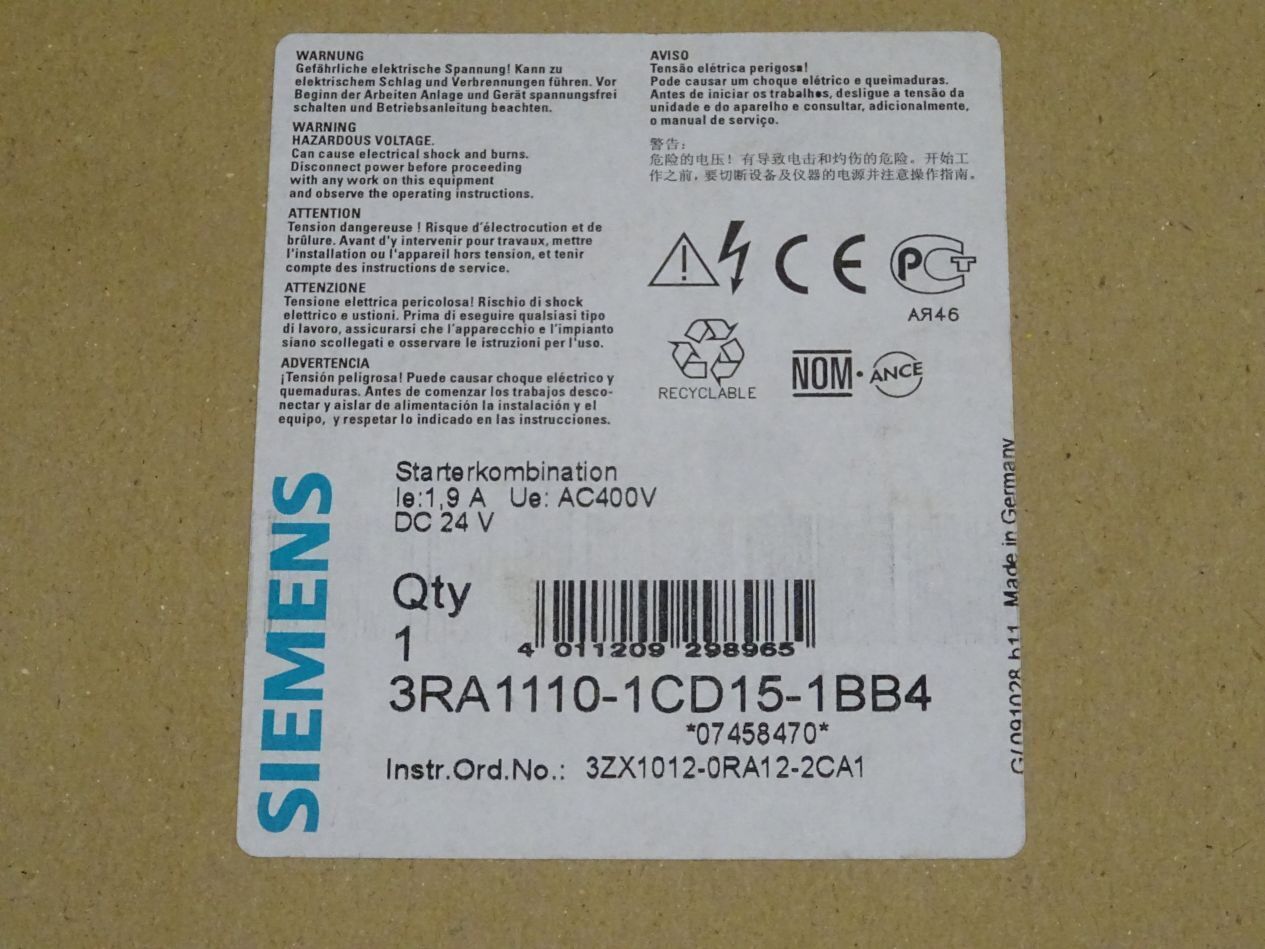 WARNUNG
Gefährliche elektrische Spannung! Kann zu
elektrischem Schlag und Verbrennungen führen. Vor
Beginn der Arbeiten Anlage und Gerät spannungsfrei
schalten und Betriebsanleitung beachten.
WARNING
HAZARDOUS VOLTAGE.
Can cause electrical shock and burns.
Disconnect power before proceeding
with any work on this equipment
and observe the operating instructions.
ATTENTION
Tension dangereuse ! Risque d'électrocution et de
brûlure. Avant d'y intervenir pour travaux, mettre
l'installation ou l'appareil hors tension, et tenir
compte des instructions de service.
ATTENZIONE
Tensione elettrica pericolosa! Rischio di shock
elettrico e ustioni. Prima di eseguire qualsiasi tipo
di lavoro, assicurarsi che l'apparecchio e l'impianto
siano scollegati e osservare le istruzioni per l'uso.
ADVERTENCIA
¡Tensión peligrosa! Puede causar choque eléctrico y
quemaduras. Antes de comenzar los trabajos desco-
nectar y aislar de alimentación la instalación y el
equipo, y respetar lo indicado en las instrucciones.
AVISO
Tensão elétrica perigosa!
Pode causar um choque elétrico e queimaduras.
Antes de iniciar os trabalhos, desligue a tensão da
unidade e do aparelho e consultar, adicionalmente,
o manual de serviço.
警告：
危险的电压！有导致电击和灼伤的危险。开始工
作之前，要切断设备及仪器的电源并注意操作指南。
CE
PCT
АЯ46
RECYCLABLE
NOM·ANCE
SIEMENS
Starterkombination
Ie:1,9 A Ue: AC400V
DC 24 V
Qty
1
4 011209 298965
3RA1110-1CD15-1BB4
*07458470*
Instr.Ord.No.: 3ZX1012-0RA12-2CA1
G/091028 b11 Made in Germany